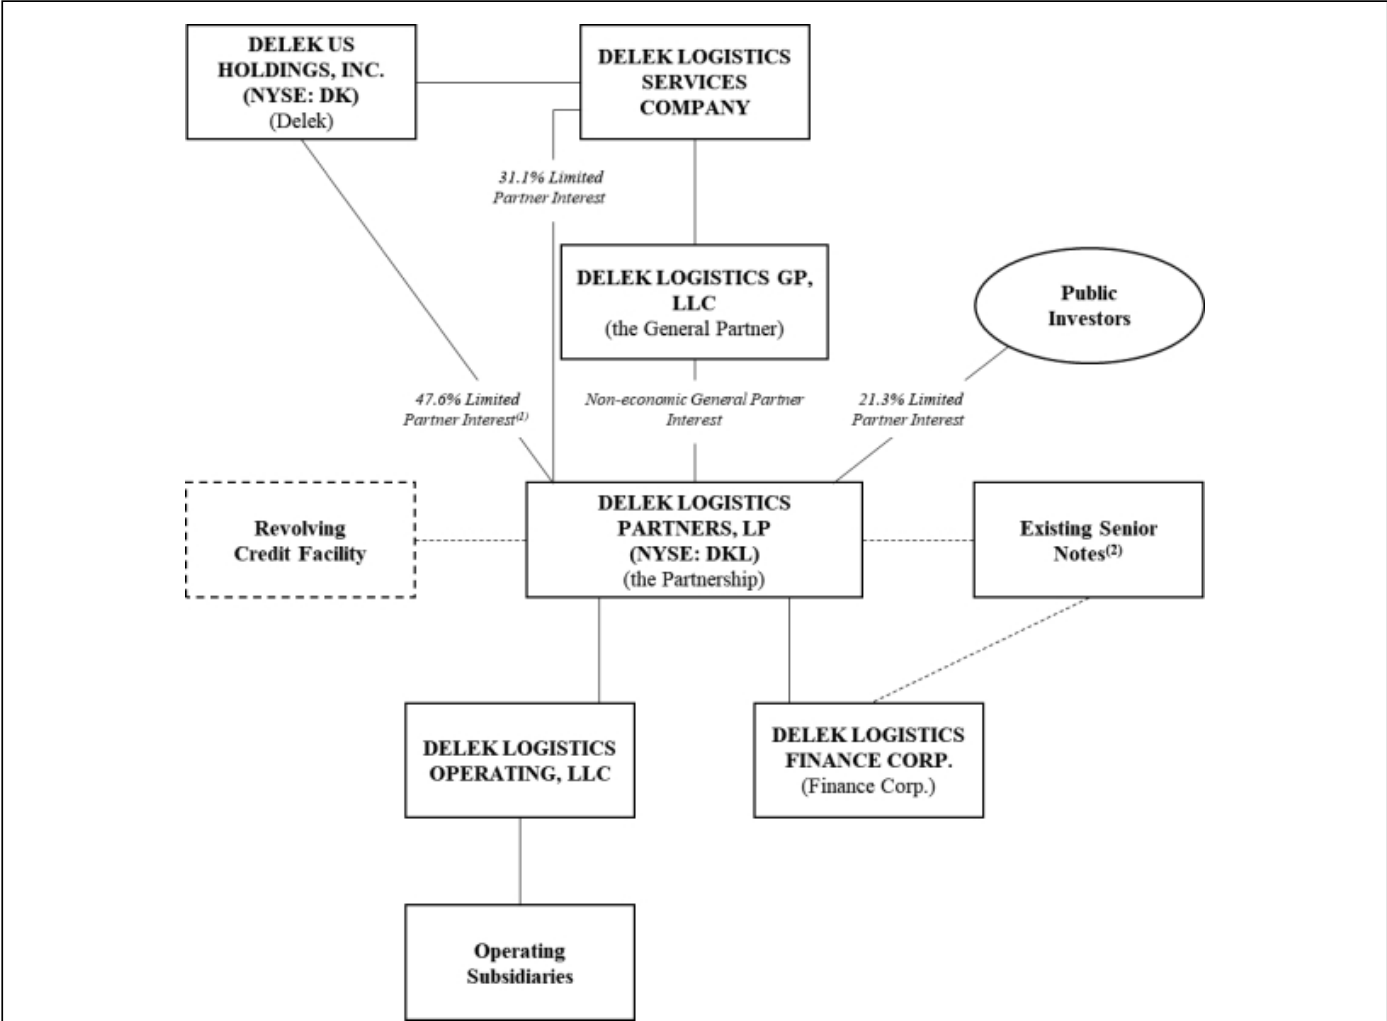 DELEK US
HOLDINGS, INC.
(NYSE: DK)
(Delek)
DELEK LOGISTICS
SERVICES
COMPANY
31.1% Limited
Partner Interest
DELEK LOGISTICS GP,
LLC
(the General Partner)
Public
Investors
47.6% Limited
Partner Interest(1)
Non-economic General Partner
Interest
21.3% Limited
Partner Interest
Revolving
Credit Facility
DELEK LOGISTICS
PARTNERS, LP
(NYSE: DKL)
(the Partnership)
Existing Senior
Notes(2)
DELEK LOGISTICS
OPERATING, LLC
DELEK LOGISTICS
FINANCE CORP.
(Finance Corp.)
Operating
Subsidiaries